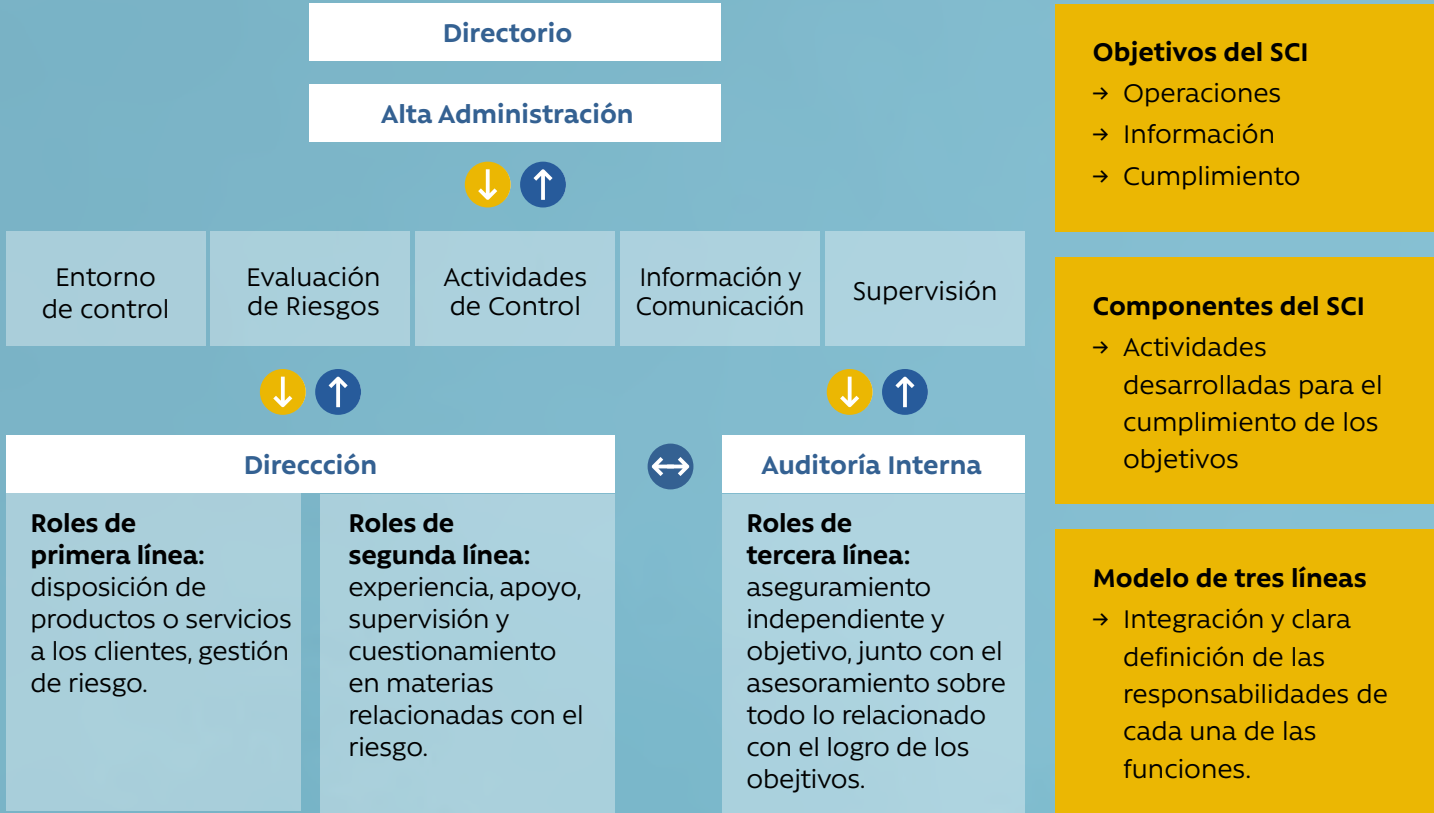 Directorio
Alta Administración
↓ ↑
Entorno
de control
Evaluación
de Riesgos
Actividades
de Control
Información y
Comunicación
Supervisión
↓ ↑
↓ ↑
Direccción
↔
Auditoría Interna
Roles de
primera línea:
disposición de
productos o servicios
a los clientes, gestión
de riesgo.
Roles de
segunda línea:
experiencia, apoyo,
supervisión y
cuestionamiento
en materias
relacionadas con el
riesgo.
Roles de
tercera línea:
aseguramiento
independiente y
objetivo, junto con el
asesoramiento sobre
todo lo relacionado
con el logro de los
obejtivos.
Objetivos del SCI
→ Operaciones
→ Información
→ Cumplimiento
Componentes del SCI
→ Actividades
desarrolladas para el
cumplimiento de los
objetivos
Modelo de tres líneas
→ Integración y clara
definición de las
responsabilidades de
cada una de las
funciones.